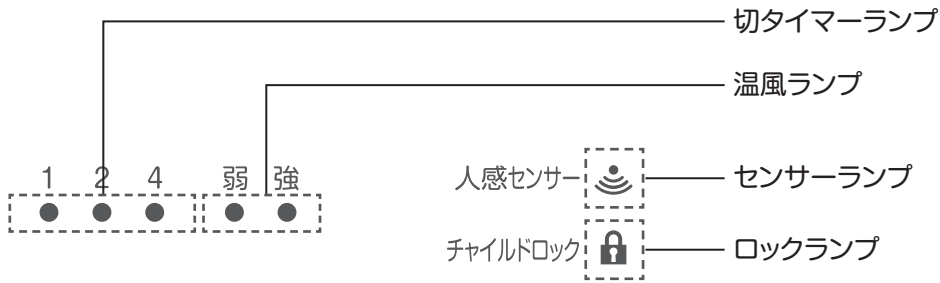 切タイマーランプ
温風ランプ
1 2 4 弱 強
人感センサー
センサーランプ
チャイルドロック
ロックランプ